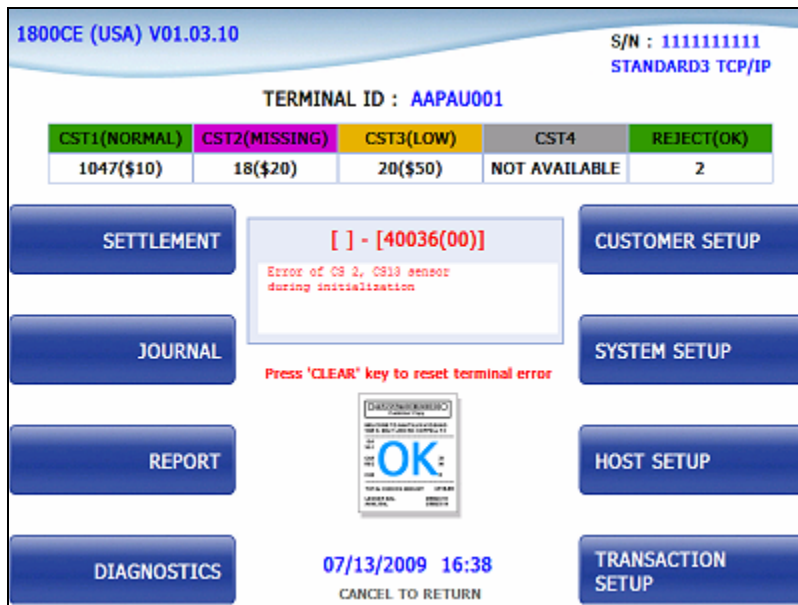 1800CE (USA) V01.03.10
S/N : 1111111111
STANDARD3 TCP/IP
TERMINAL ID : AAPAU001
CST1(NORMAL) CST2(MISSING) CST3(LOW) CST4 REJECT(OK)
1047($10) 18($20) 20($50) NOT AVAILABLE 2
SETTLEMENT
[ ] - [40036(00)]
CUSTOMER SETUP
Error of CS 2, CS13 sensor
during initialization
JOURNAL
SYSTEM SETUP
Press 'CLEAR' key to reset terminal error
REPORT
OK
HOST SETUP
DIAGNOSTICS
07/13/2009 16:38
CANCEL TO RETURN
TRANSACTION
SETUP